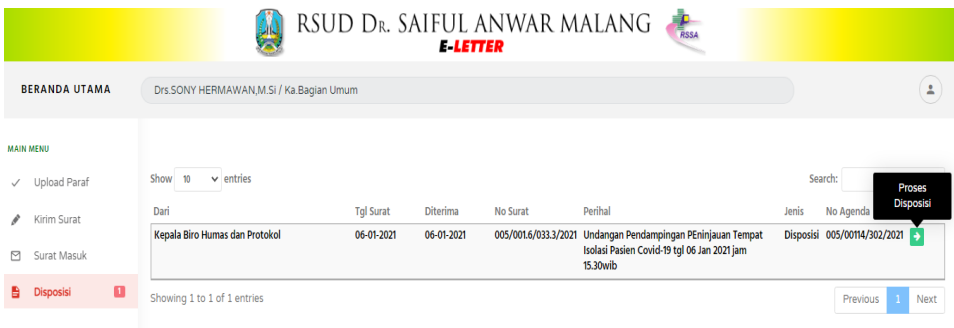 RSUD DR. SAIFUL ANWAR MALANG
E-LETTER
RSSA
BERANDA UTAMA
Drs.SONY HERMAWAN,M.Si / Ka.Bagian Umum
MAIN MENU
Upload Paraf
Kirim Surat
Surat Masuk
Disposisi 1
Show 10 entries
Search:
Proses
Disposisi
Dari Tgl Surat Diterima No Surat Perihal Jenis No Agenda
Kepala Biro Humas dan Protokol 06-01-2021 06-01-2021 005/001.6/033.3/2021 Undangan Pendampingan PEninjauan Tempat Disposisi 005/00114/302/2021
Isolasi Pasien Covid-19 tgl 06 Jan 2021 jam
15.30wib
Showing 1 to 1 of 1 entries
Previous 1 Next